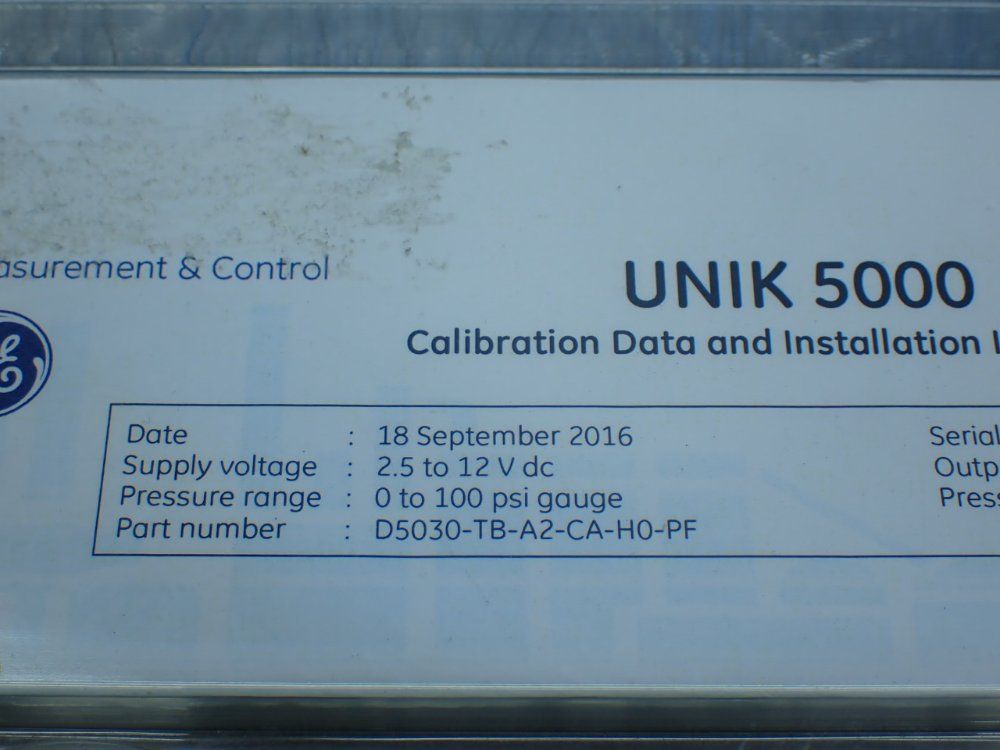 asurement & Control
UNIK 5000
Calibration Data and Installation
Date : 18 September 2016
Supply voltage : 2.5 to 12 V dc
Pressure range : 0 to 100 psi gauge
Part number : D5030-TB-A2-CA-H0-PF
Serial
Outp
Press